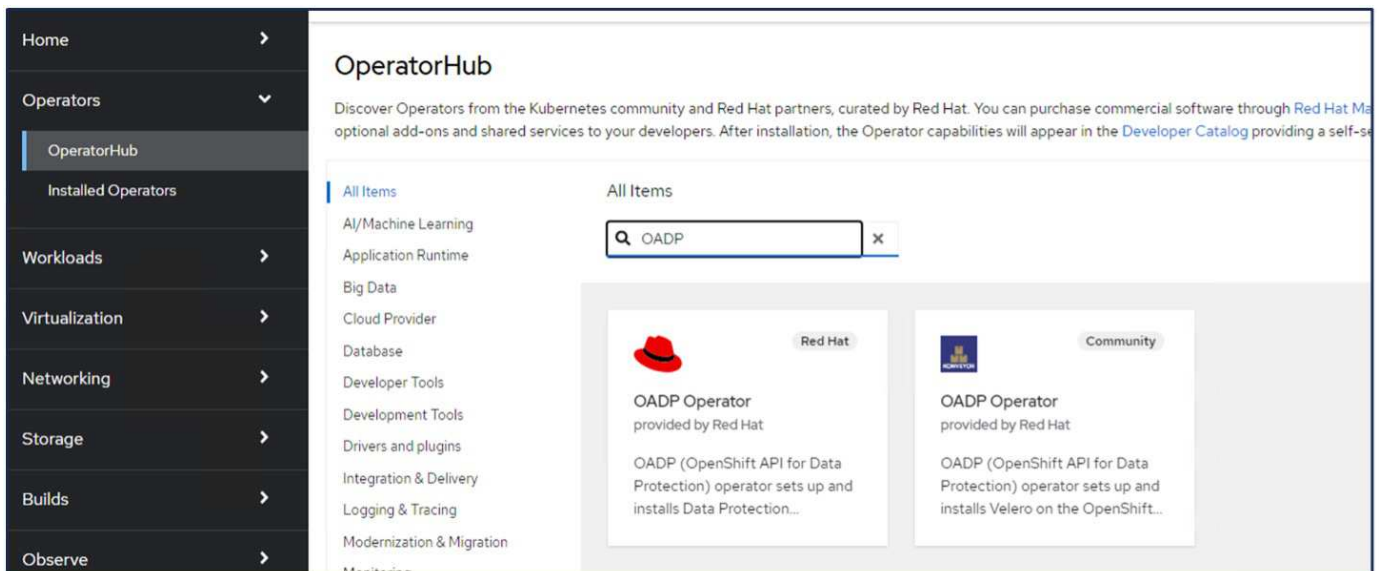 Home
Operators
OperatorHub
Installed Operators
Workloads
Virtualization
Networking
Storage
Builds
Observe
OperatorHub
Discover Operators from the Kubernetes community and Red Hat partners, curated by Red Hat. You can purchase commercial software through Red Hat Ma
optional add-ons and shared services to your developers. After installation, the Operator capabilities will appear in the Developer Catalog providing a self-se
All Items
AI/Machine Learning
Application Runtime
Big Data
Cloud Provider
Database
Developer Tools
Development Tools
Drivers and plugins
Integration & Delivery
Logging & Tracing
Modernization & Migration
Monitoring
All Items
OADP
Red Hat
OADP Operator
provided by Red Hat
OADP (OpenShift API for Data
Protection) operator sets up and
installs Data Protection...
Community
KONVEYOR
OADP Operator
provided by Red Hat
OADP (OpenShift API for Data
Protection) operator sets up and
installs Velero on the OpenShift...